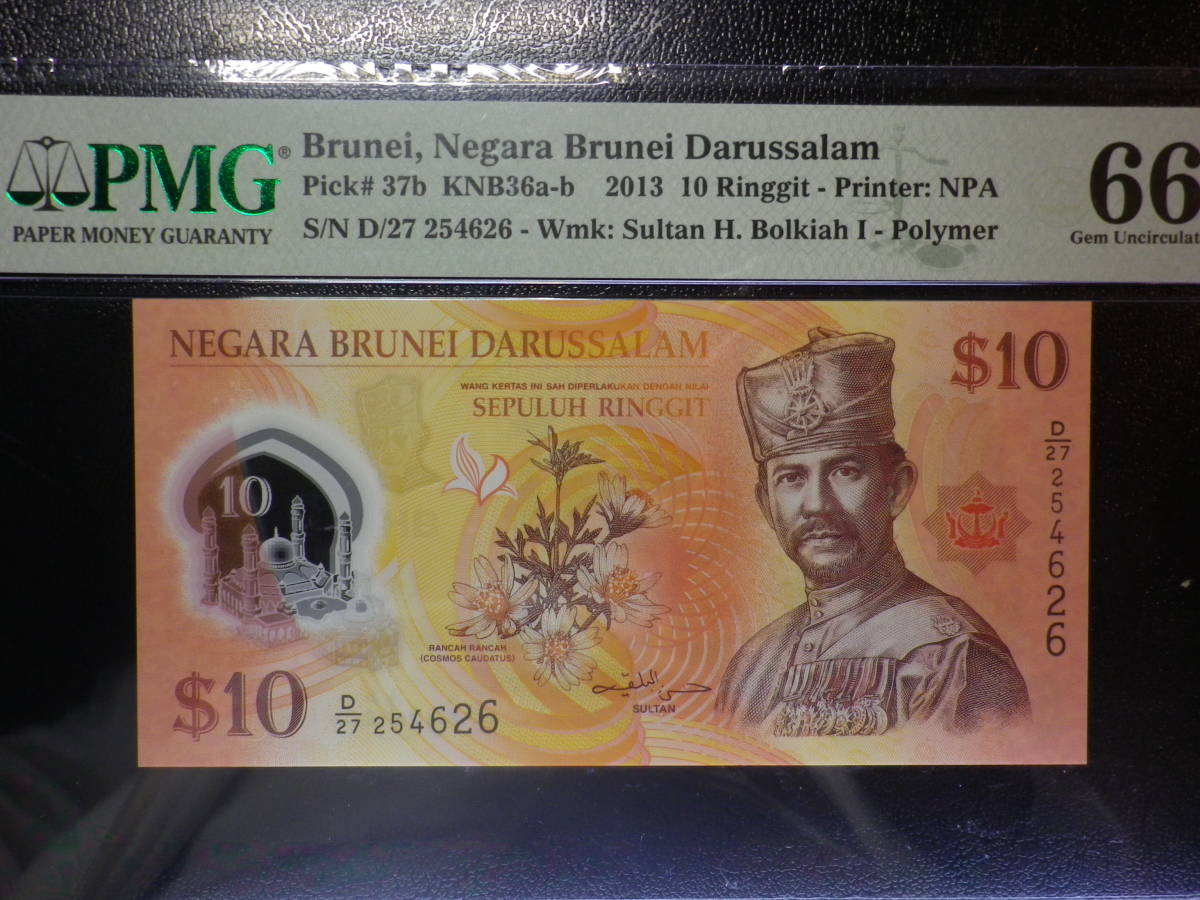 PMG®
PAPER MONEY GUARANTY
Brunei, Negara Brunei Darussalam
Pick# 37b KNB36a-b 2013 10 Ringgit - Printer: NPA
S/N D/27 254626 - Wmk: Sultan H. Bolkiah I - Polymer
66
Gem Uncirculat
NEGARA BRUNEI DARUSSALAM
$10
WANG KERTAS INI SAH DIPERLAKUKAN DENGAN NILAI
SEPULUH RINGGIT
D/27 254626
10
RANCAH RANCAH
(COSMOS CAUDATUS)
$10
D/27 254626
SULTAN